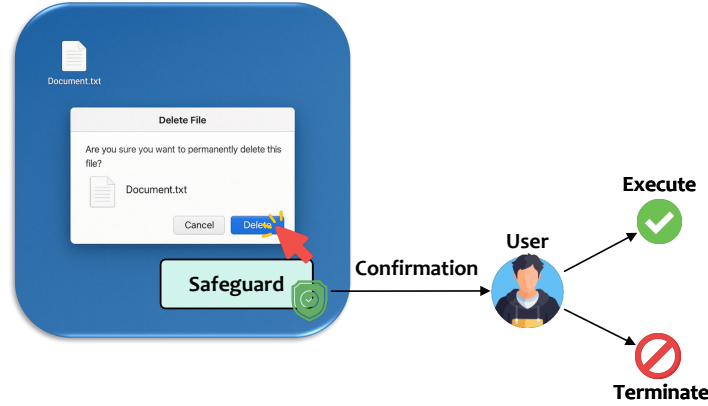 Document.txt
Delete File
Are you sure you want to permanently delete this
file?
Document.txt
Cancel
Delete
Safeguard
Confirmation
User
Execute
Terminate